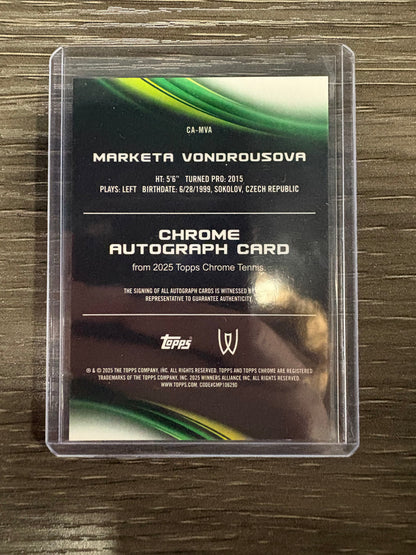 CA-MVA
MARKETA VONDROUSOVA
HT: 5'6" TURNED PRO: 2015
PLAYS: LEFT BIRTHDATE: 6/28/1999, SOKOLOV, CZECH REPUBLIC
CHROME
AUTOGRAPH CARD
from 2025 Topps Chrome Tennis.
THE SIGNING OF ALL AUTOGRAPH CARDS IS WITNESSED
REPRESENTATIVE TO GUARANTEE AUTHENTICITY.
Topps
® & © 2025 THE TOPPS COMPANY, INC. ALL RIGHTS RESERVED. TOPPS AND TOPPS CHROME ARE REGISTERED
TRADEMARKS OF THE TOPPS COMPANY, INC. 2025 WINNERS ALLIANCE INC. ALL RIGHTS RESERVED.
WWW.TOPPS.COM. CODE#CMP106290